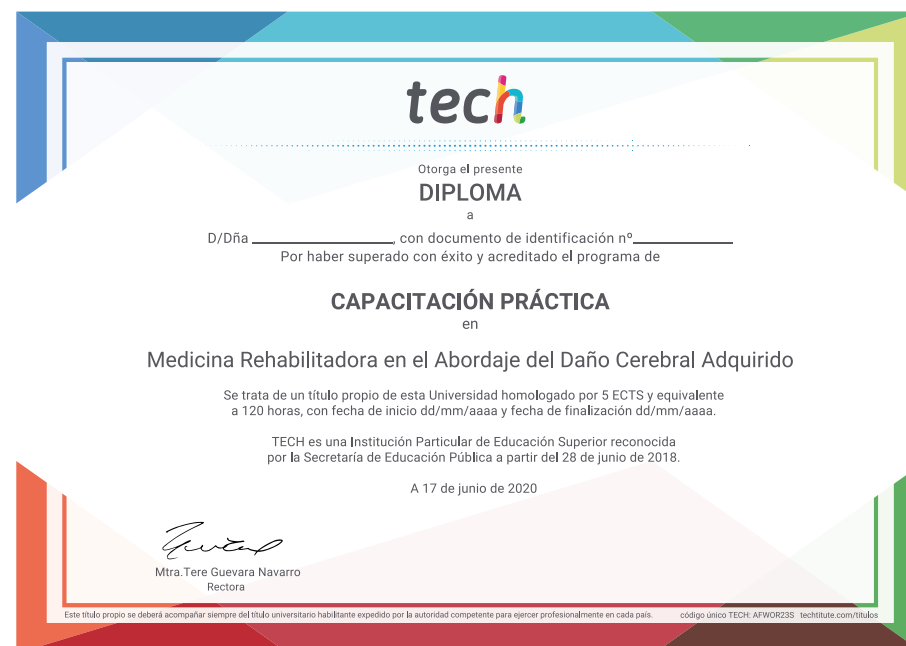 tech
Otorga el presente
DIPLOMA
a
D/Dña ____________________, con documento de identificación nº______________
Por haber superado con éxito y acreditado el programa de
CAPACITACIÓN PRÁCTICA
en
Medicina Rehabilitadora en el Abordaje del Daño Cerebral Adquirido
Se trata de un título propio de esta Universidad homologado por 5 ECTS y equivalente
a 120 horas, con fecha de inicio dd/mm/aaaa y fecha de finalización dd/mm/aaaa.
TECH es una Institución Particular de Educación Superior reconocida
por la Secretaría de Educación Pública a partir del 28 de junio de 2018.
A 17 de junio de 2020
Mtra.Tere Guevara Navarro
Rectora
Este título propio se deberá acompañar siempre del título universitario habilitante expedido por la autoridad competente para ejercer profesionalmente en cada país. código único TECH: AFWOR23S techtitute.com/titulos